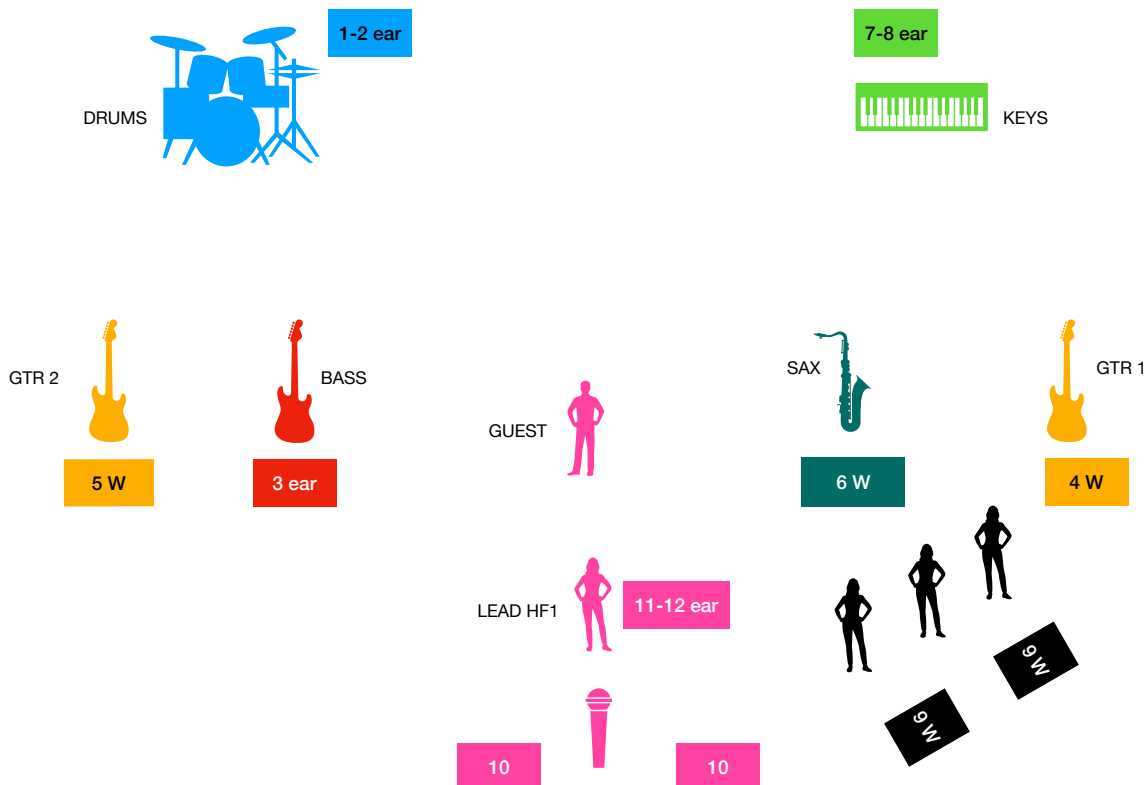 1-2 ear
7-8 ear
DRUMS
KEYS
GTR 2
BASS
SAX
GTR 1
GUEST
5 W
3 ear
6 W
4 W
LEAD HF1
11-12 ear
9 W
9 W
10
10